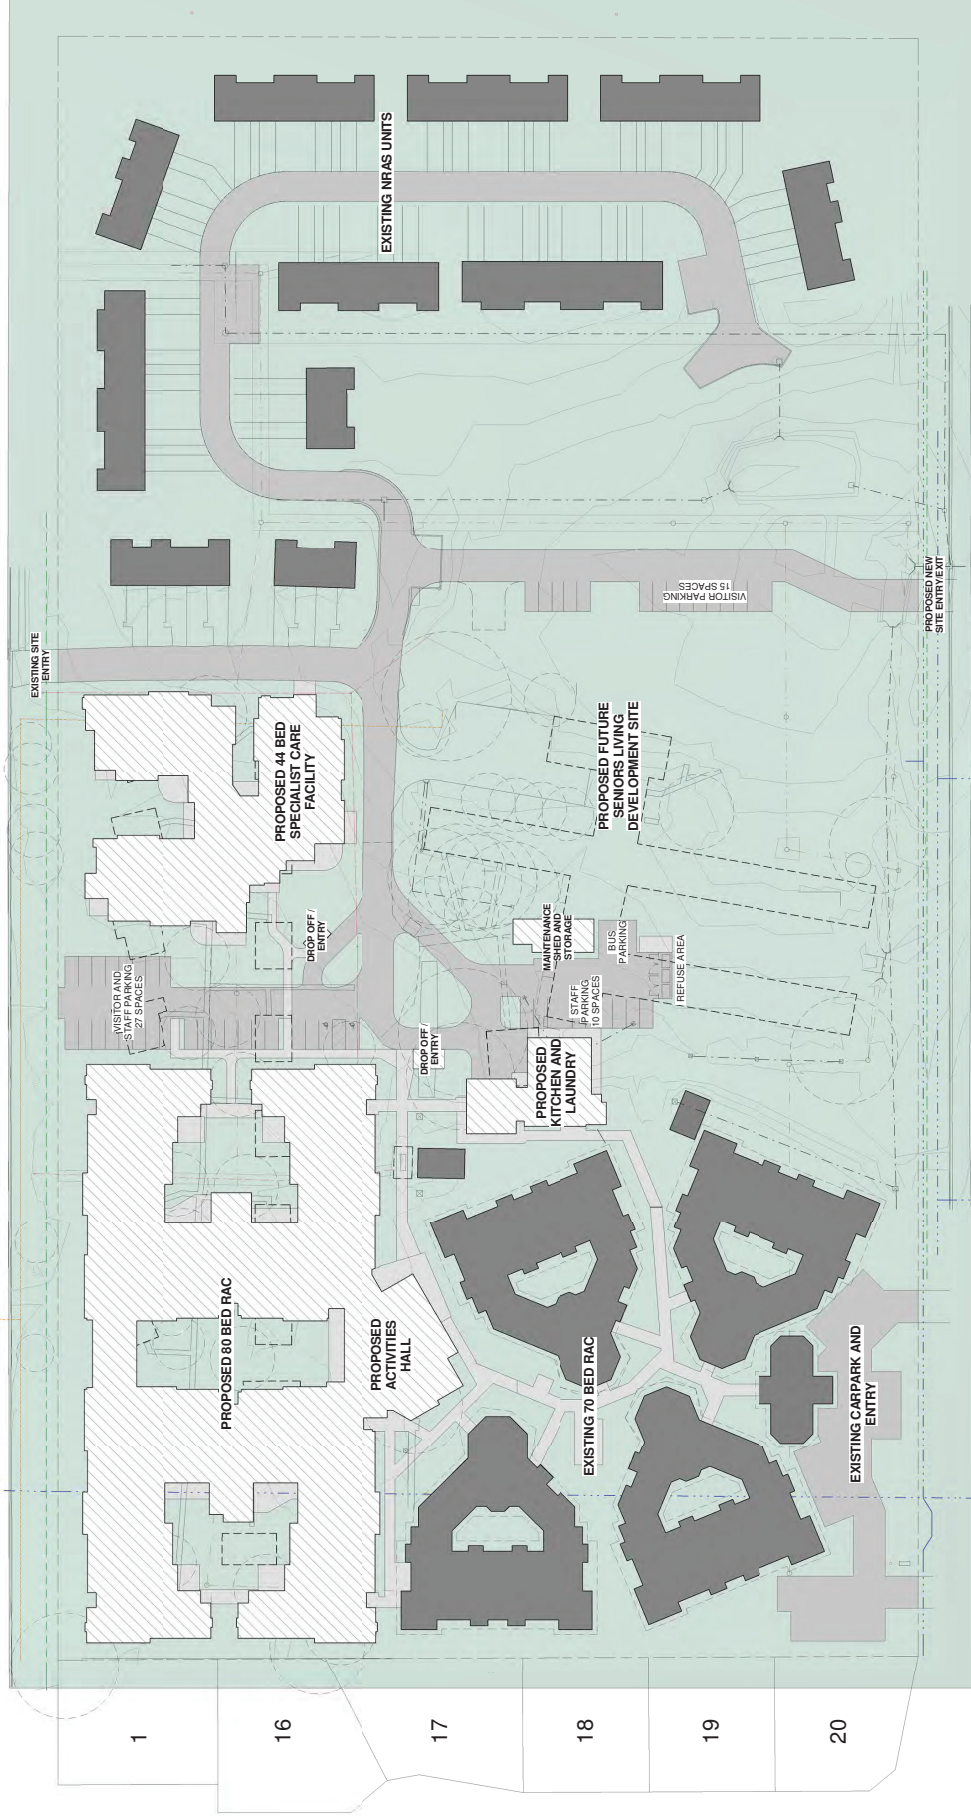 EXISTING NRAS UNITS
EXISTING SITE
ENTRY
VISITOR PARKING
15 SPACES
PROPOSED NEW
SITE ENTRY/EXIT
PROPOSED 44 BED
SPECIALIST CARE
FACILITY
PROPOSED FUTURE
SENIORS LIVING
DEVELOPMENT SITE
DROP OFF /
ENTRY
MAINTENANCE
SHED AND
STORAGE
BUS
PARKING
REFUSE AREA
VISITOR AND
STAFF PARKING
27 SPACES
STAFF
PARKING
10 SPACES
DROP OFF /
ENTRY
PROPOSED
KITCHEN AND
LAUNDRY
PROPOSED 80 BED RAC
PROPOSED
ACTIVITIES
HALL
EXISTING 70 BED RAC
EXISTING CARPARK AND
ENTRY
1
16
17
18
19
20